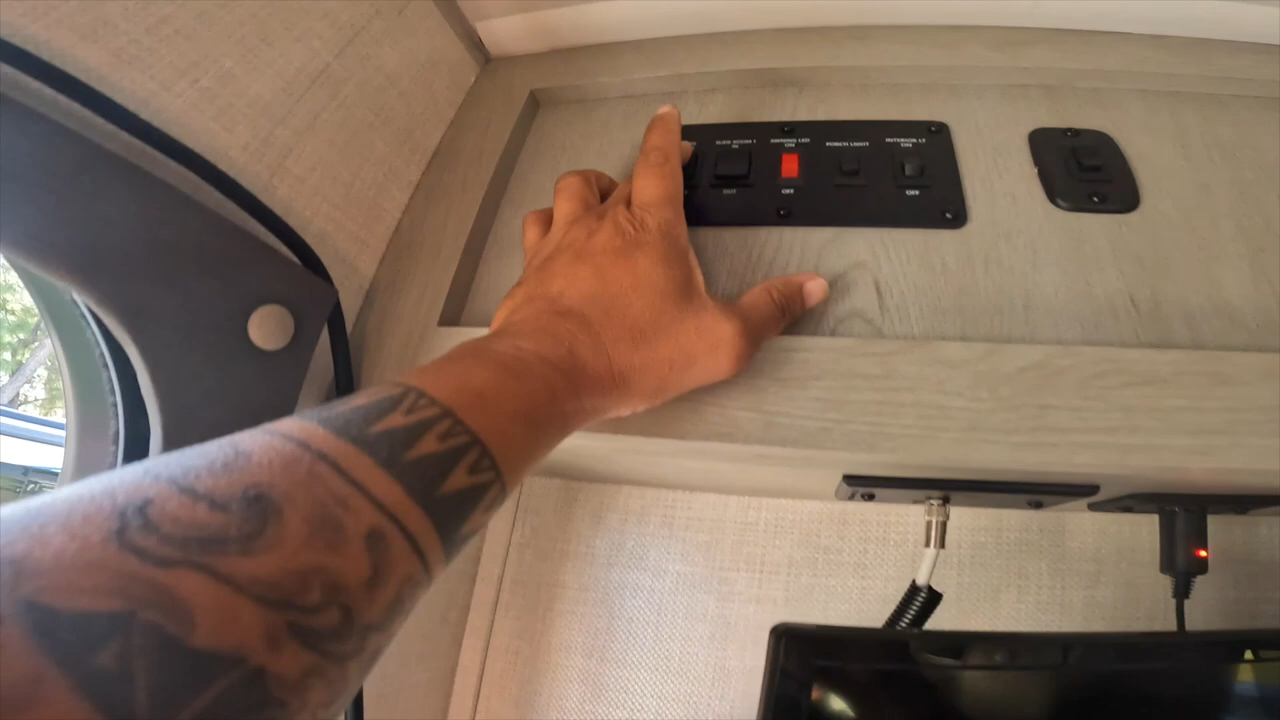 SLIDE ROOM 1
IN
OUT
AWNING LED
ON
OFF
PORCH LIGHT
INTERIOR LT
ON
OFF